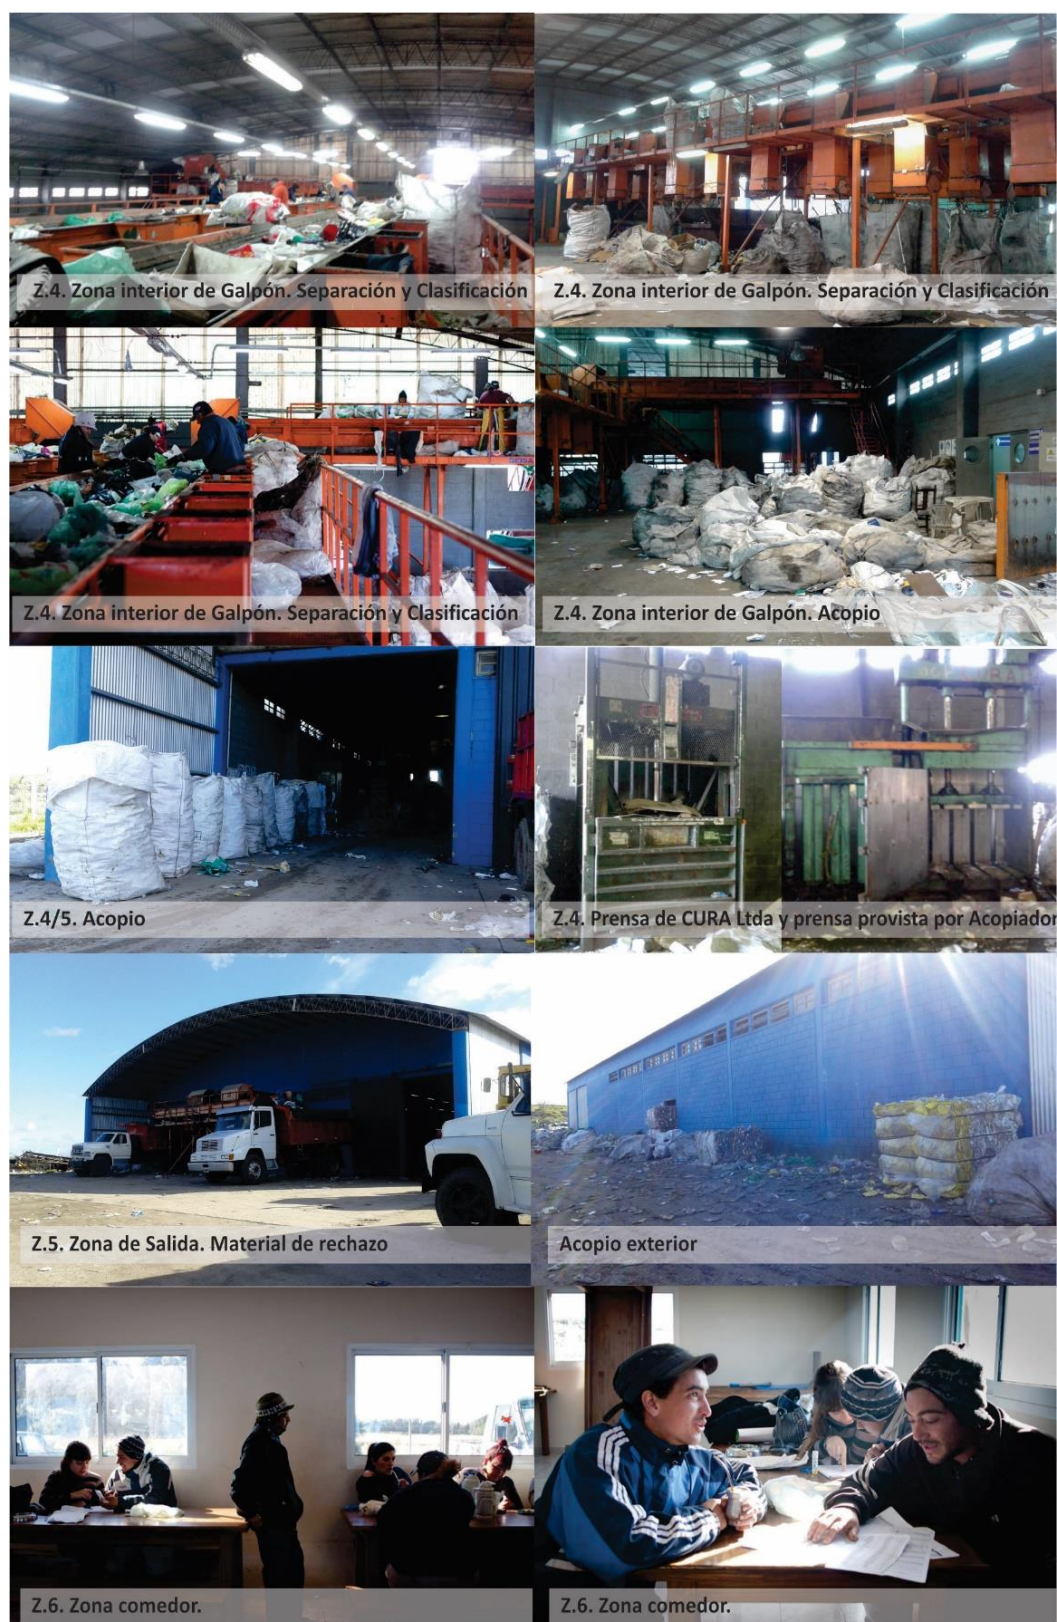 Z.4. Zona interior de Galpón. Separación y Clasificación
Z.4. Zona interior de Galpón. Separación y Clasificación
Z.4. Zona interior de Galpón. Separación y Clasificación
Z.4. Zona interior de Galpón. Acopio
Z.4/5. Acopio
Z.4. Prensa de CURA Ltda y prensa provista por Acopiador
Z.5. Zona de Salida. Material de rechazo
Acopio exterior
Z.6. Zona comedor.
Z.6. Zona comedor.